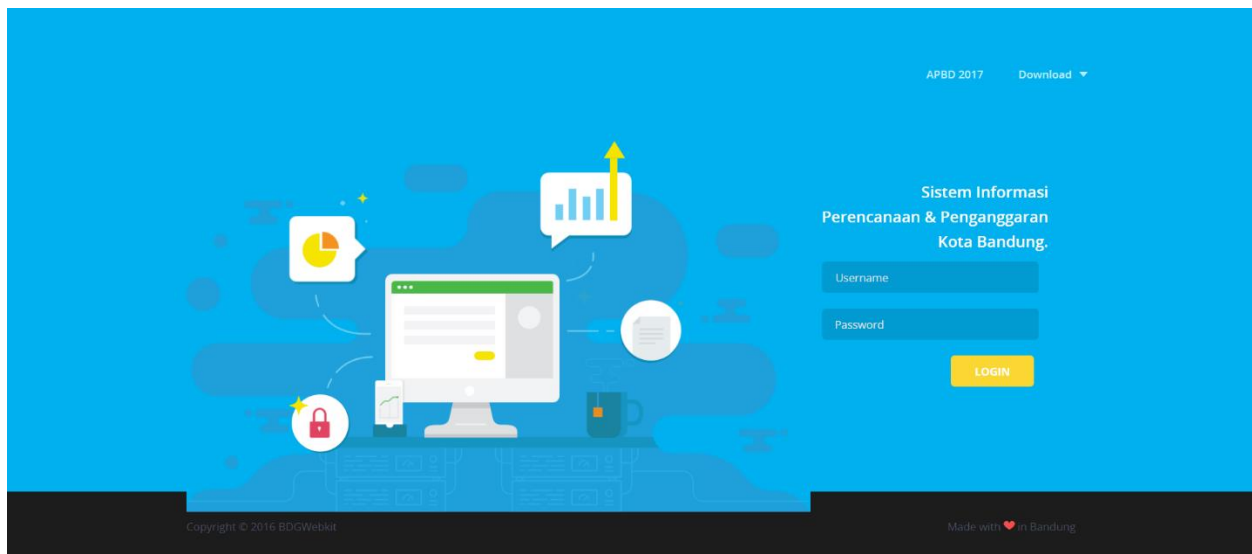 APBD 2017
Download
Sistem Informasi
Perencanaan & Penganggaran
Kota Bandung.
Username
Password
LOGIN
Copyright © 2016 BDGWebkit
Made with ❤ in Bandung